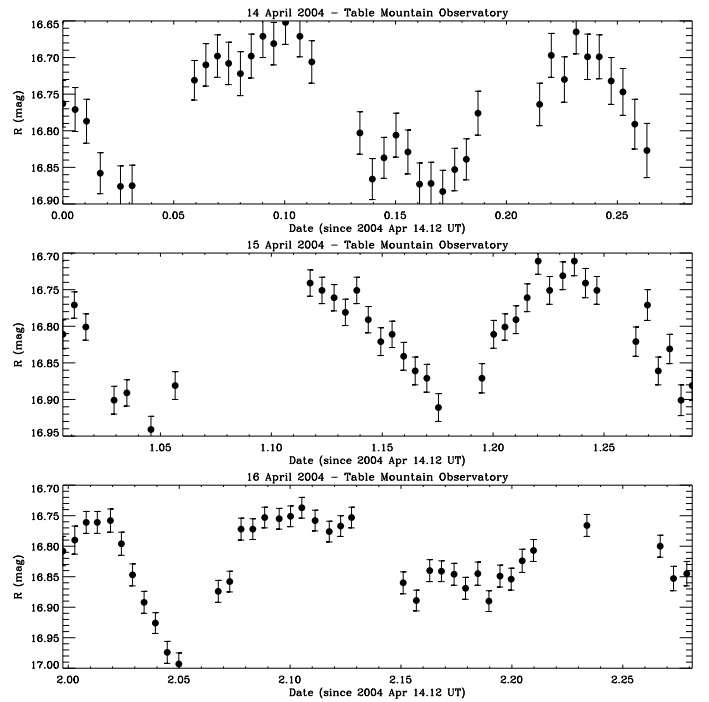 14 April 2004 – Table Mountain Observatory
16.65
16.70
16.75
16.80
16.85
16.90
R (mag)
0.00 0.05 0.10 0.15 0.20 0.25
Date (since 2004 Apr 14.12 UT)
15 April 2004 – Table Mountain Observatory
16.70
16.75
16.80
16.85
16.90
16.95
R (mag)
1.05 1.10 1.15 1.20 1.25
Date (since 2004 Apr 14.12 UT)
16 April 2004 – Table Mountain Observatory
16.70
16.75
16.80
16.85
16.90
16.95
17.00
R (mag)
2.00 2.05 2.10 2.15 2.20 2.25
Date (since 2004 Apr 14.12 UT)